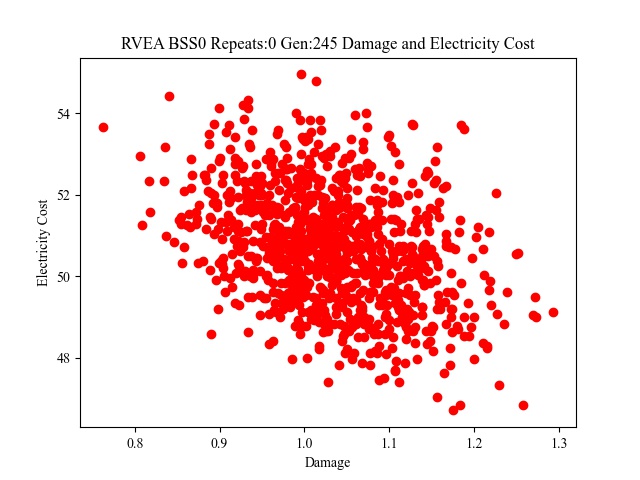 RVEA BSS0 Repeats:0 Gen:245 Damage and Electricity Cost
54
52
50
48
Electricity Cost
0.8 0.9 1.0 1.1 1.2 1.3
Damage